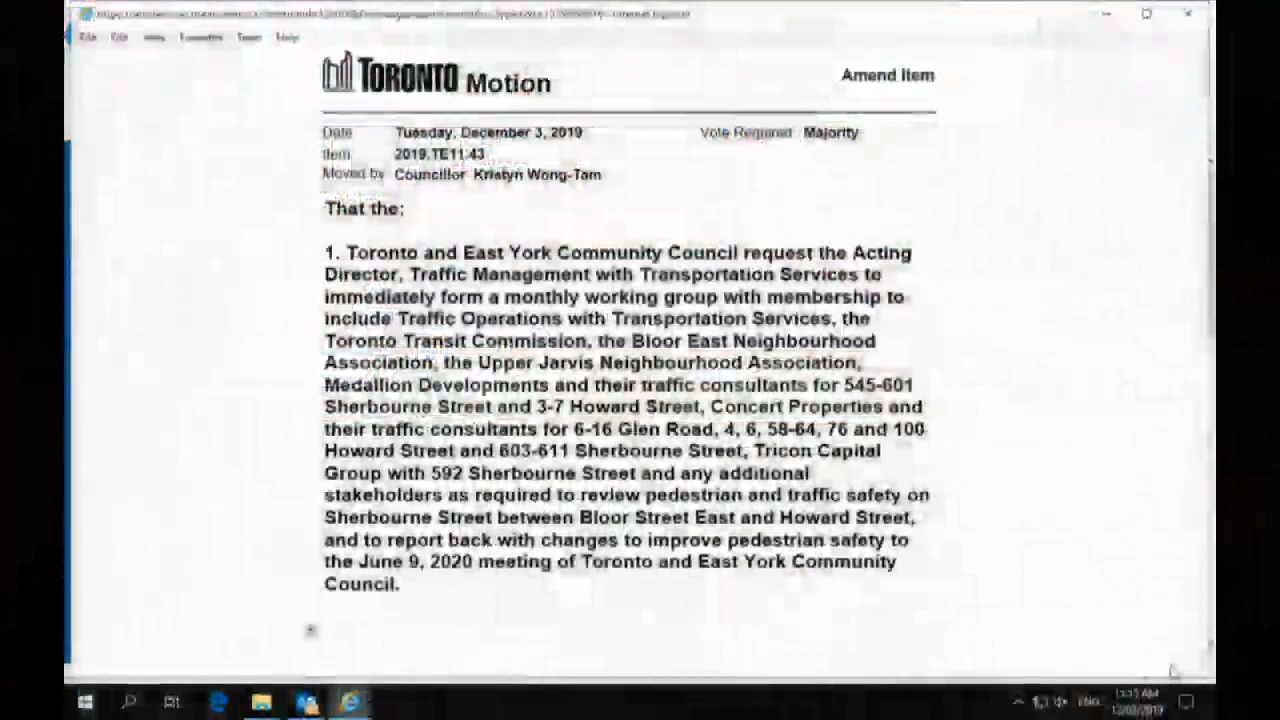 File Edit View Favorites Tools Help
TORONTO Motion
Amend Item
Date Tuesday, December 3, 2019
Vote Required Majority
Item 2019.TE11.43
Moved by Councillor Kristyn Wong-Tam
That the:
1. Toronto and East York Community Council request the Acting
Director, Traffic Management with Transportation Services to
immediately form a monthly working group with membership to
include Traffic Operations with Transportation Services, the
Toronto Transit Commission, the Bloor East Neighbourhood
Association, the Upper Jarvis Neighbourhood Association,
Medallion Developments and their traffic consultants for 545-601
Sherbourne Street and 3-7 Howard Street, Concert Properties and
their traffic consultants for 6-16 Glen Road, 4, 6, 58-64, 76 and 100
Howard Street and 603-611 Sherbourne Street, Tricon Capital
Group with 592 Sherbourne Street and any additional
stakeholders as required to review pedestrian and traffic safety on
Sherbourne Street between Bloor Street East and Howard Street,
and to report back with changes to improve pedestrian safety to
the June 9, 2020 meeting of Toronto and East York Community
Council.
ENG